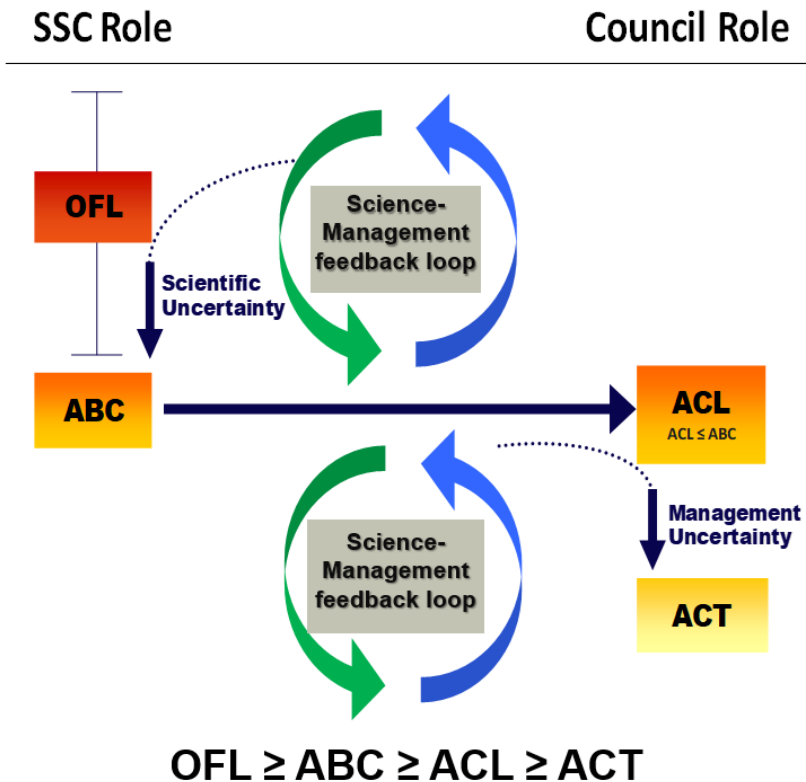 SSC Role
Council Role
OFL
Science-
Management
feedback loop
Scientific
Uncertainty
ABC
ACL
ACL ≤ ABC
Science-
Management
feedback loop
Management
Uncertainty
ACT
OFL ≥ ABC ≥ ACL ≥ ACT